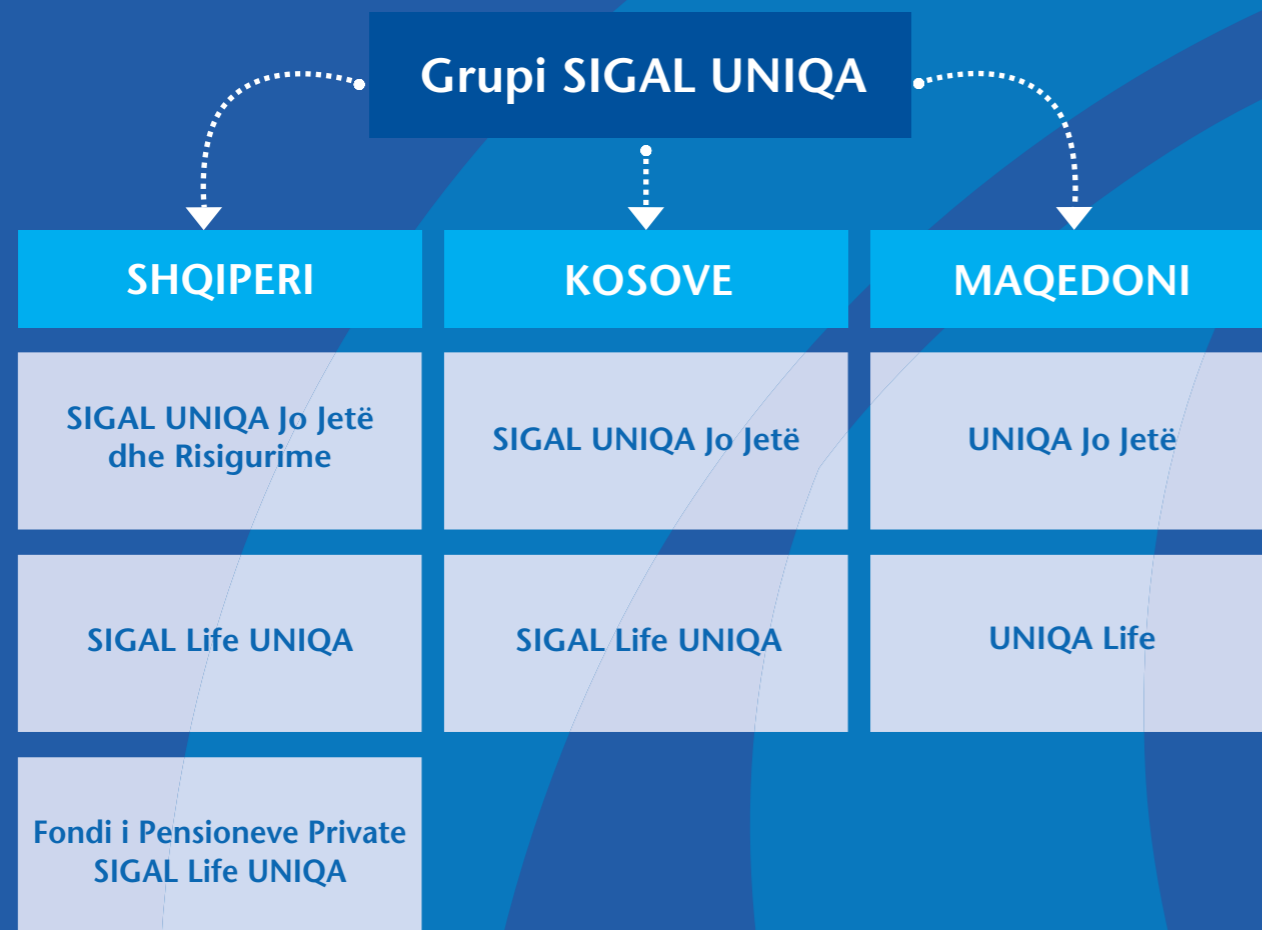 Grupi SIGAL UNIQA
SHQIPERI
KOSOVE
MAQEDONI
SIGAL UNIQA Jo Jetë
dhe Risigurime
SIGAL UNIQA Jo Jetë
UNIQA Jo Jetë
SIGAL Life UNIQA
SIGAL Life UNIQA
UNIQA Life
Fondi i Pensioneve Private
SIGAL Life UNIQA